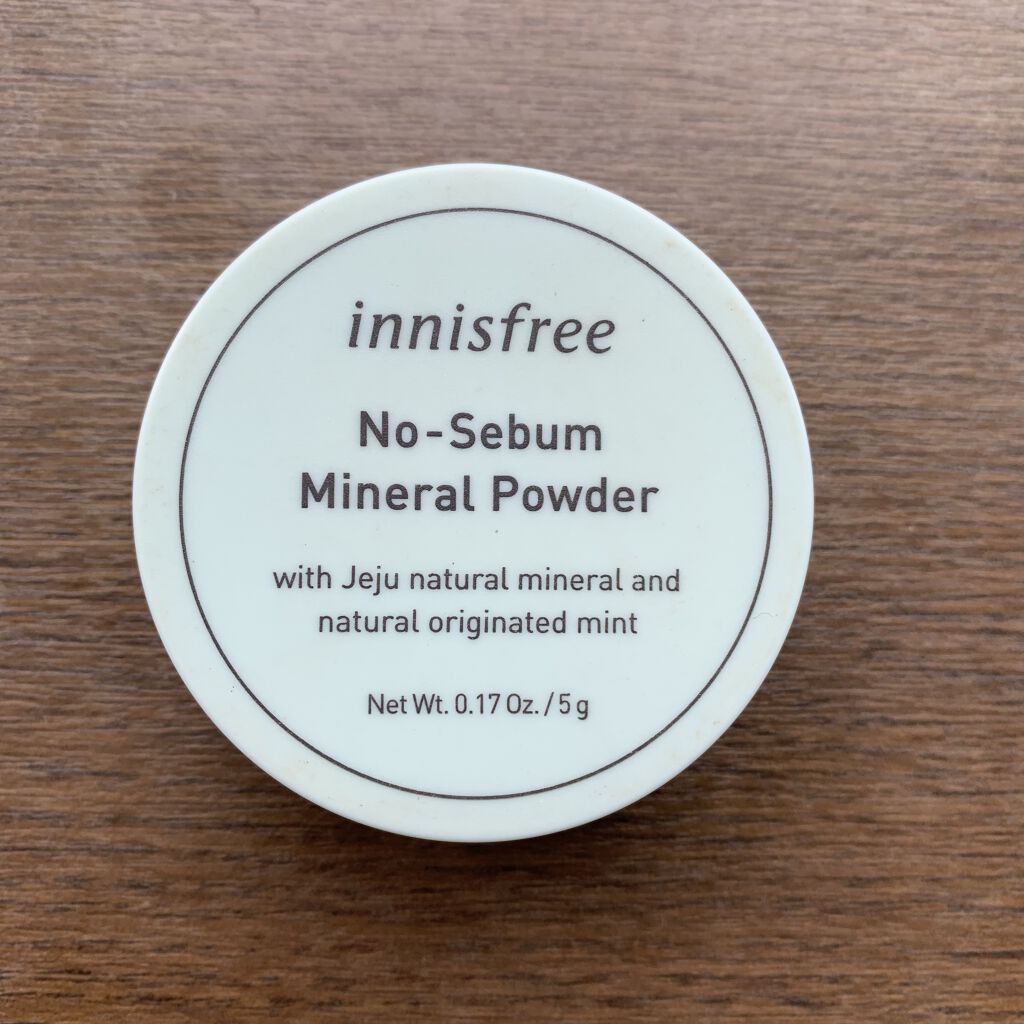 innisfree
No-Sebum
Mineral Powder
with Jeju natural mineral and
natural originated mint
Net Wt. 0.17 Oz. / 5 g